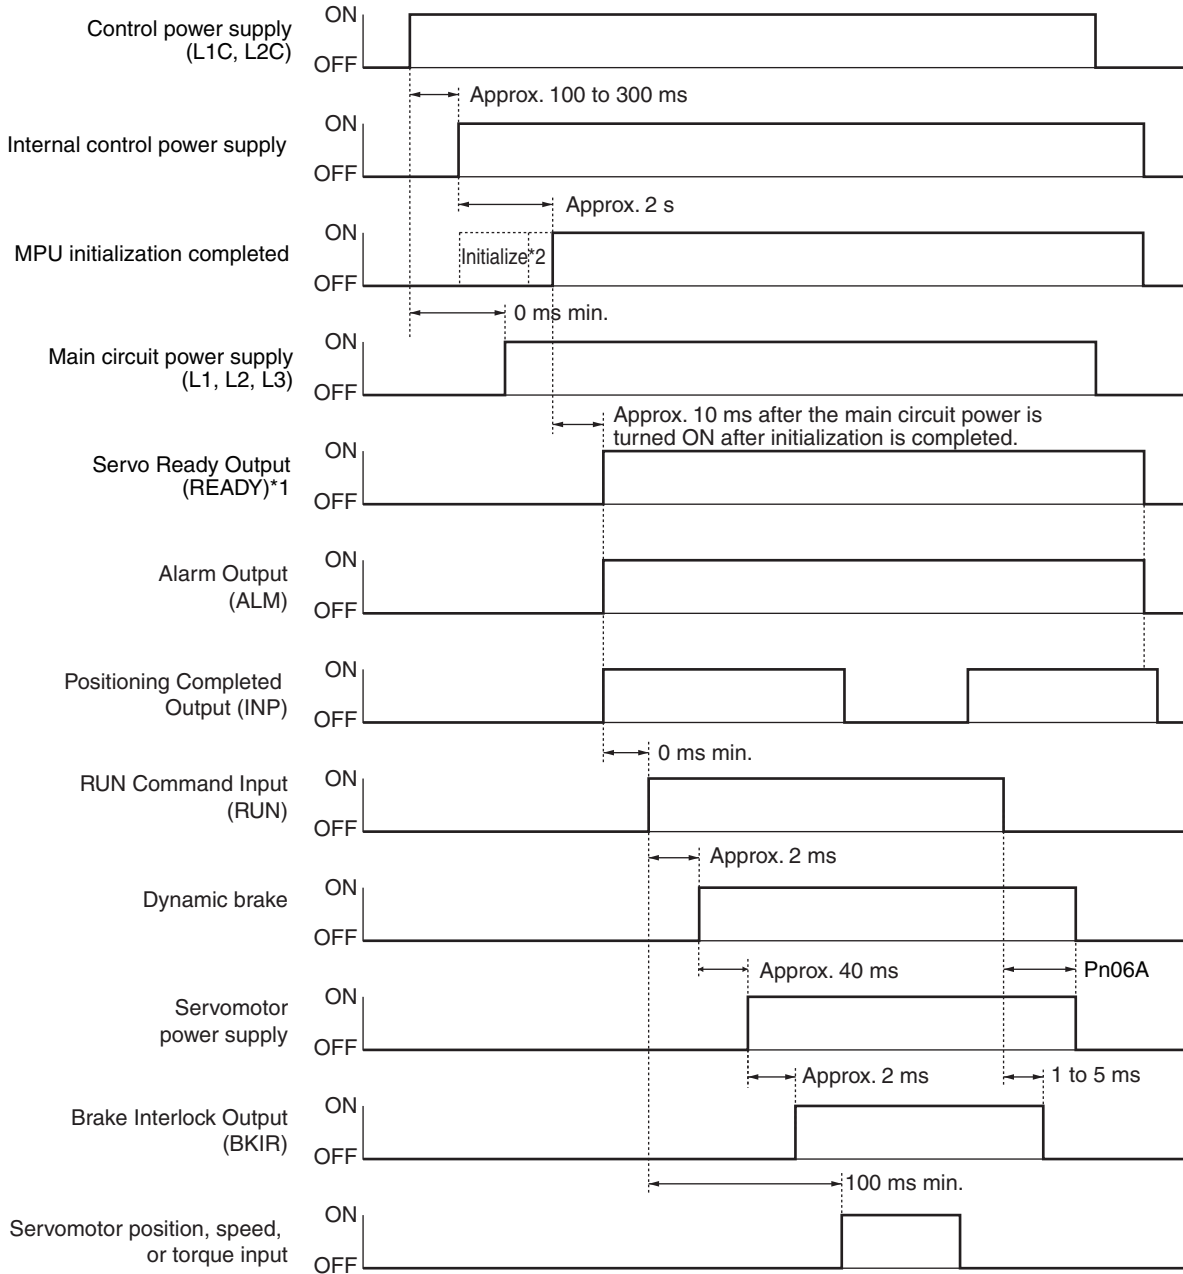 ON
Control power supply
(L1C, L2C)
OFF
Approx. 100 to 300 ms
ON
Internal control power supply
OFF
Approx. 2 s
ON
MPU initialization completed
Initialize*2
OFF
0 ms min.
ON
Main circuit power supply
(L1, L2, L3)
OFF
Approx. 10 ms after the main circuit power is
turned ON after initialization is completed.
ON
Servo Ready Output
(READY)*1
OFF
ON
Alarm Output
(ALM)
OFF
ON
Positioning Completed
Output (INP)
OFF
0 ms min.
ON
RUN Command Input
(RUN)
OFF
Approx. 2 ms
ON
Dynamic brake
OFF
Approx. 40 ms
Pn06A
ON
Servomotor
power supply
OFF
Approx. 2 ms
1 to 5 ms
ON
Brake Interlock Output
(BKIR)
OFF
100 ms min.
ON
Servomotor position, speed,
or torque input
OFF